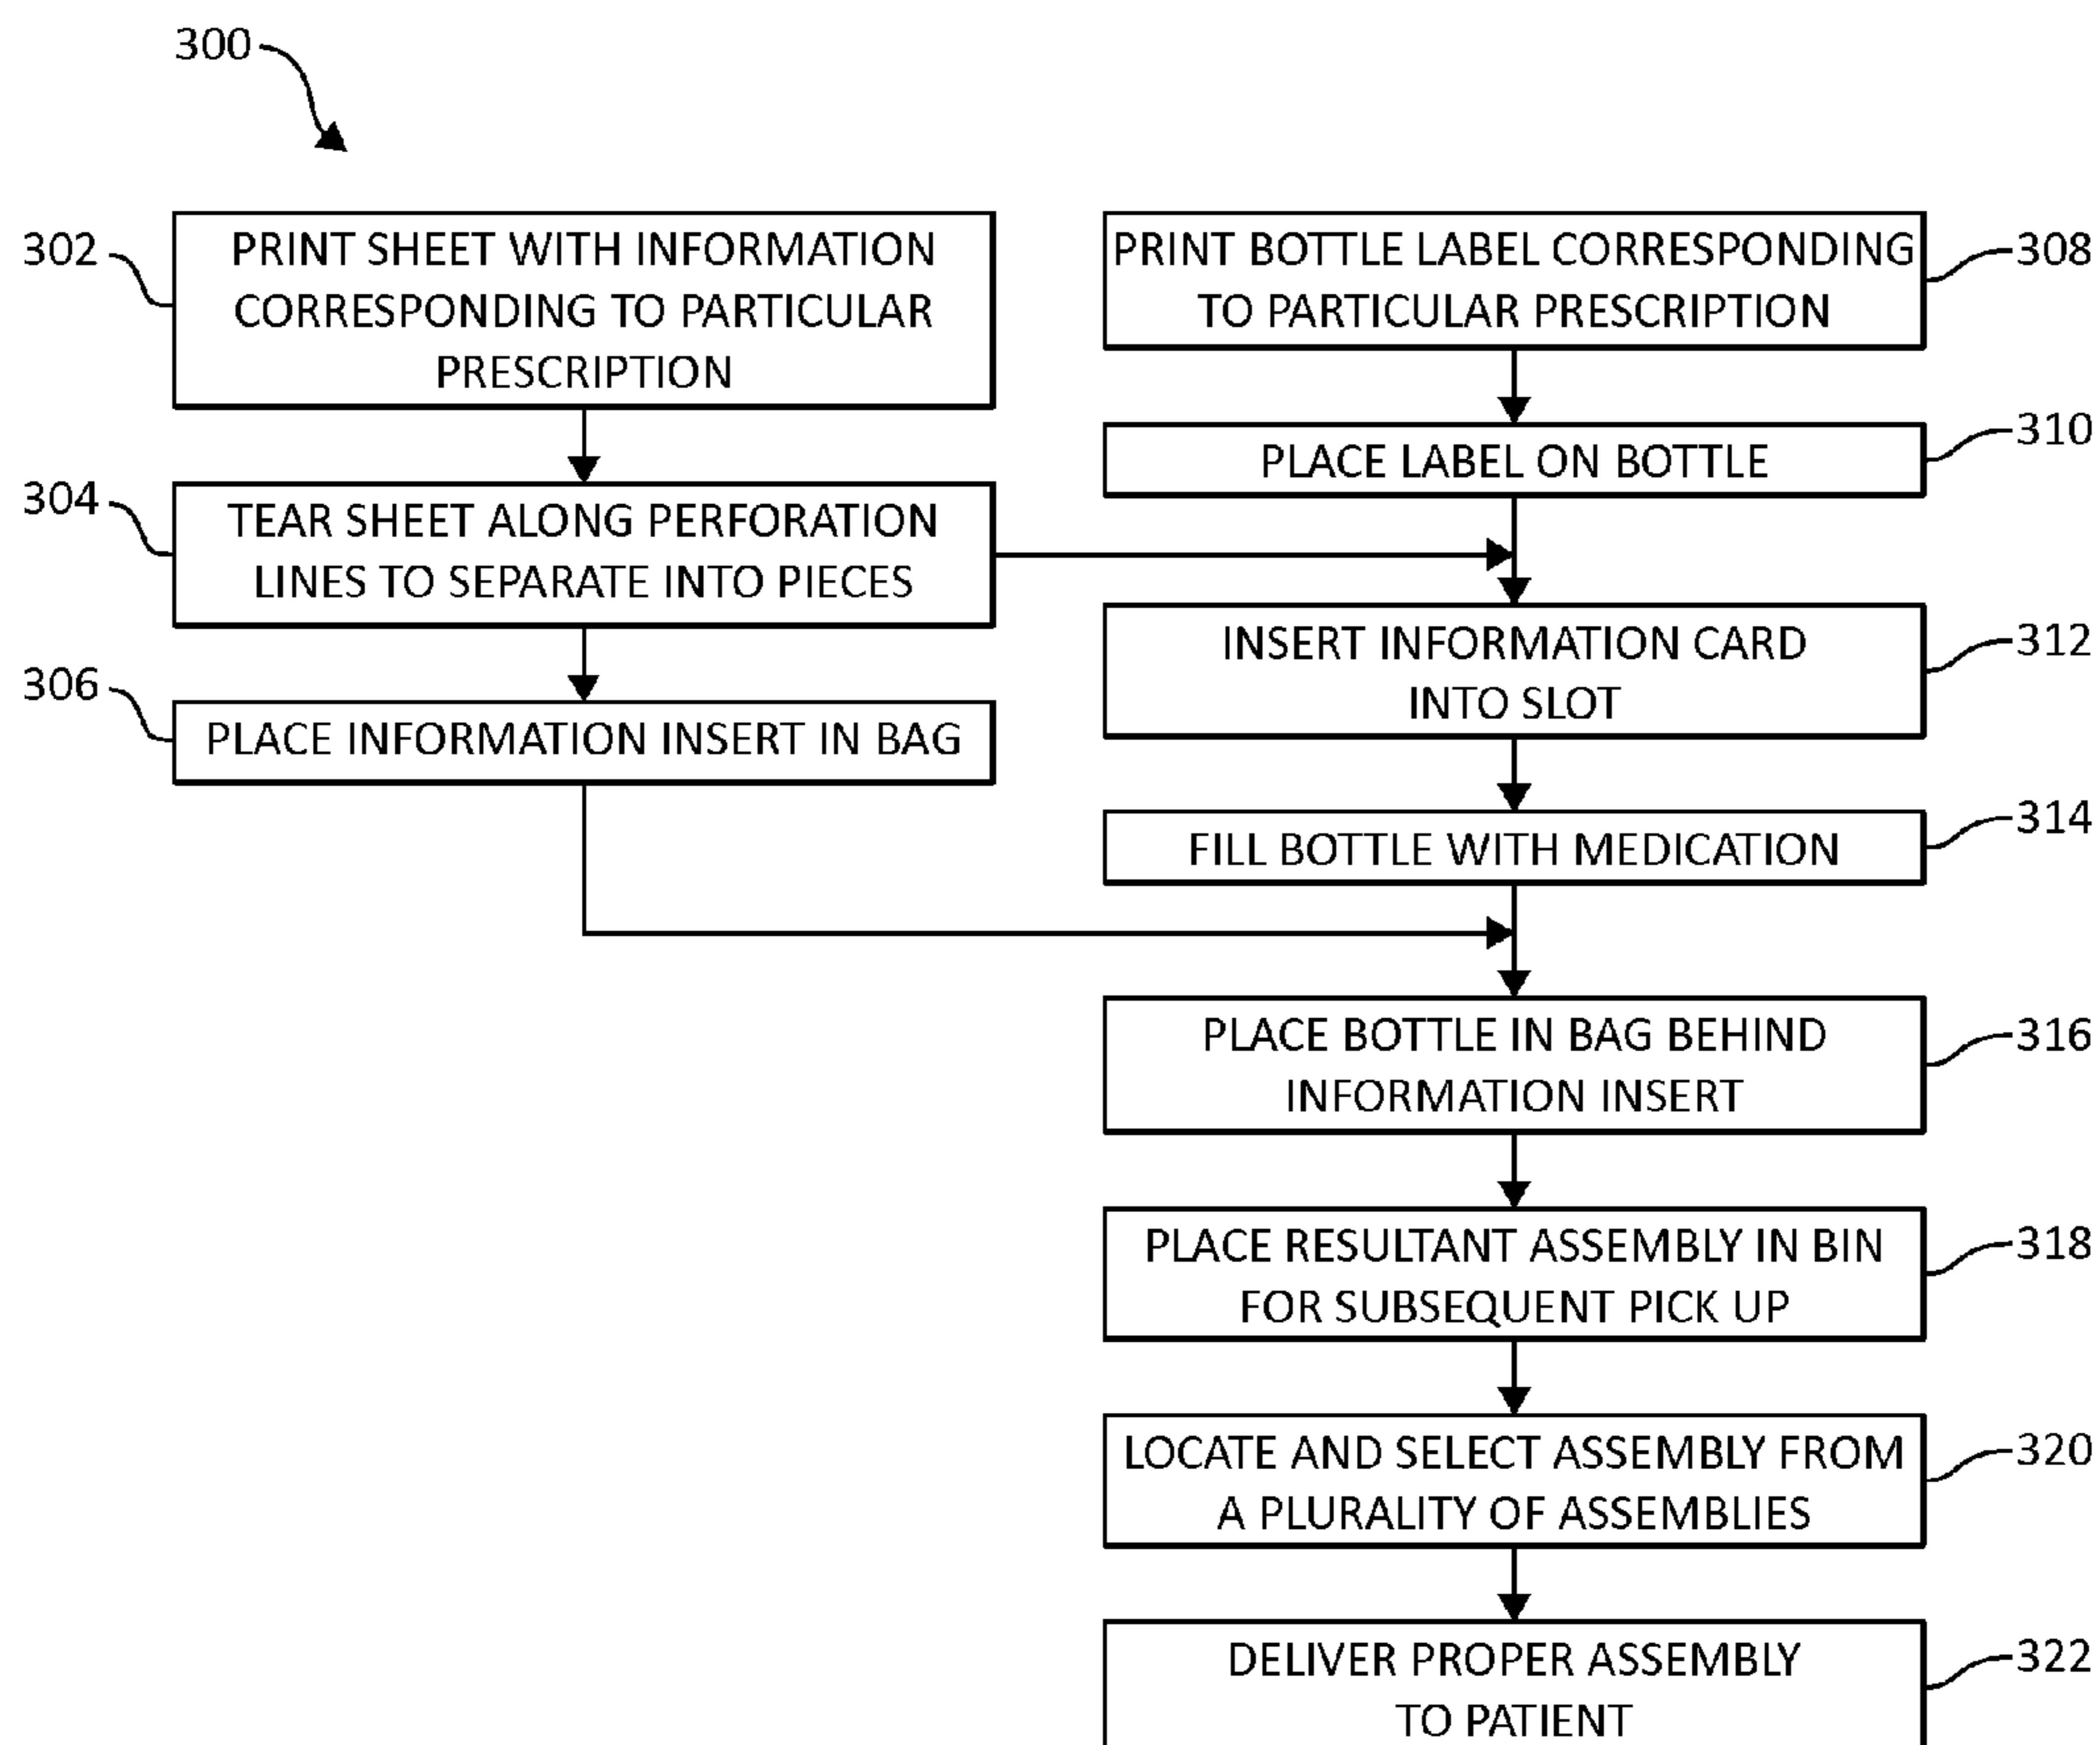 300
302
PRINT SHEET WITH INFORMATION
CORRESPONDING TO PARTICULAR
PRESCRIPTION
304
TEAR SHEET ALONG PERFORATION
LINES TO SEPARATE INTO PIECES
306
PLACE INFORMATION INSERT IN BAG
PRINT BOTTLE LABEL CORRESPONDING
TO PARTICULAR PRESCRIPTION
308
PLACE LABEL ON BOTTLE
310
INSERT INFORMATION CARD
INTO SLOT
312
FILL BOTTLE WITH MEDICATION
314
PLACE BOTTLE IN BAG BEHIND
INFORMATION INSERT
316
PLACE RESULTANT ASSEMBLY IN BIN
FOR SUBSEQUENT PICK UP
318
LOCATE AND SELECT ASSEMBLY FROM
A PLURALITY OF ASSEMBLIES
320
DELIVER PROPER ASSEMBLY
TO PATIENT
322